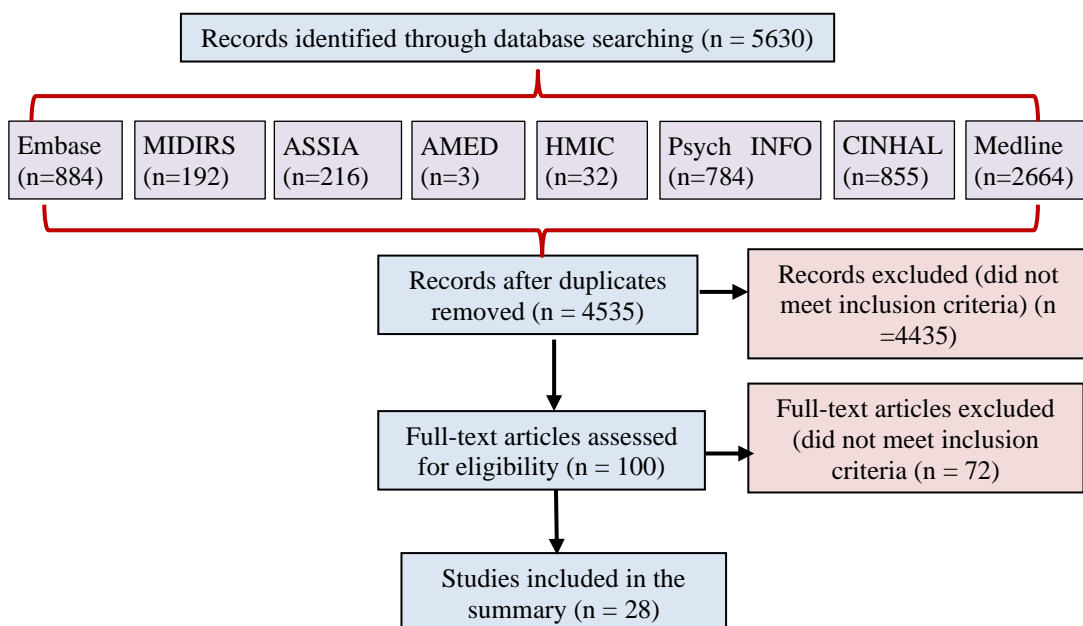 Records identified through database searching (n = 5630)
Embase
(n=884)
MIDIRS
(n=192)
ASSIA
(n=216)
AMED
(n=3)
HMIC
(n=32)
Psych INFO
(n=784)
CINHAL
(n=855)
Medline
(n=2664)
Records after duplicates
removed (n = 4535)
Records excluded (did not
meet inclusion criteria) (n
=4435)
Full-text articles assessed
for eligibility (n = 100)
Full-text articles excluded
(did not meet inclusion
criteria (n = 72)
Studies included in the
summary (n = 28)